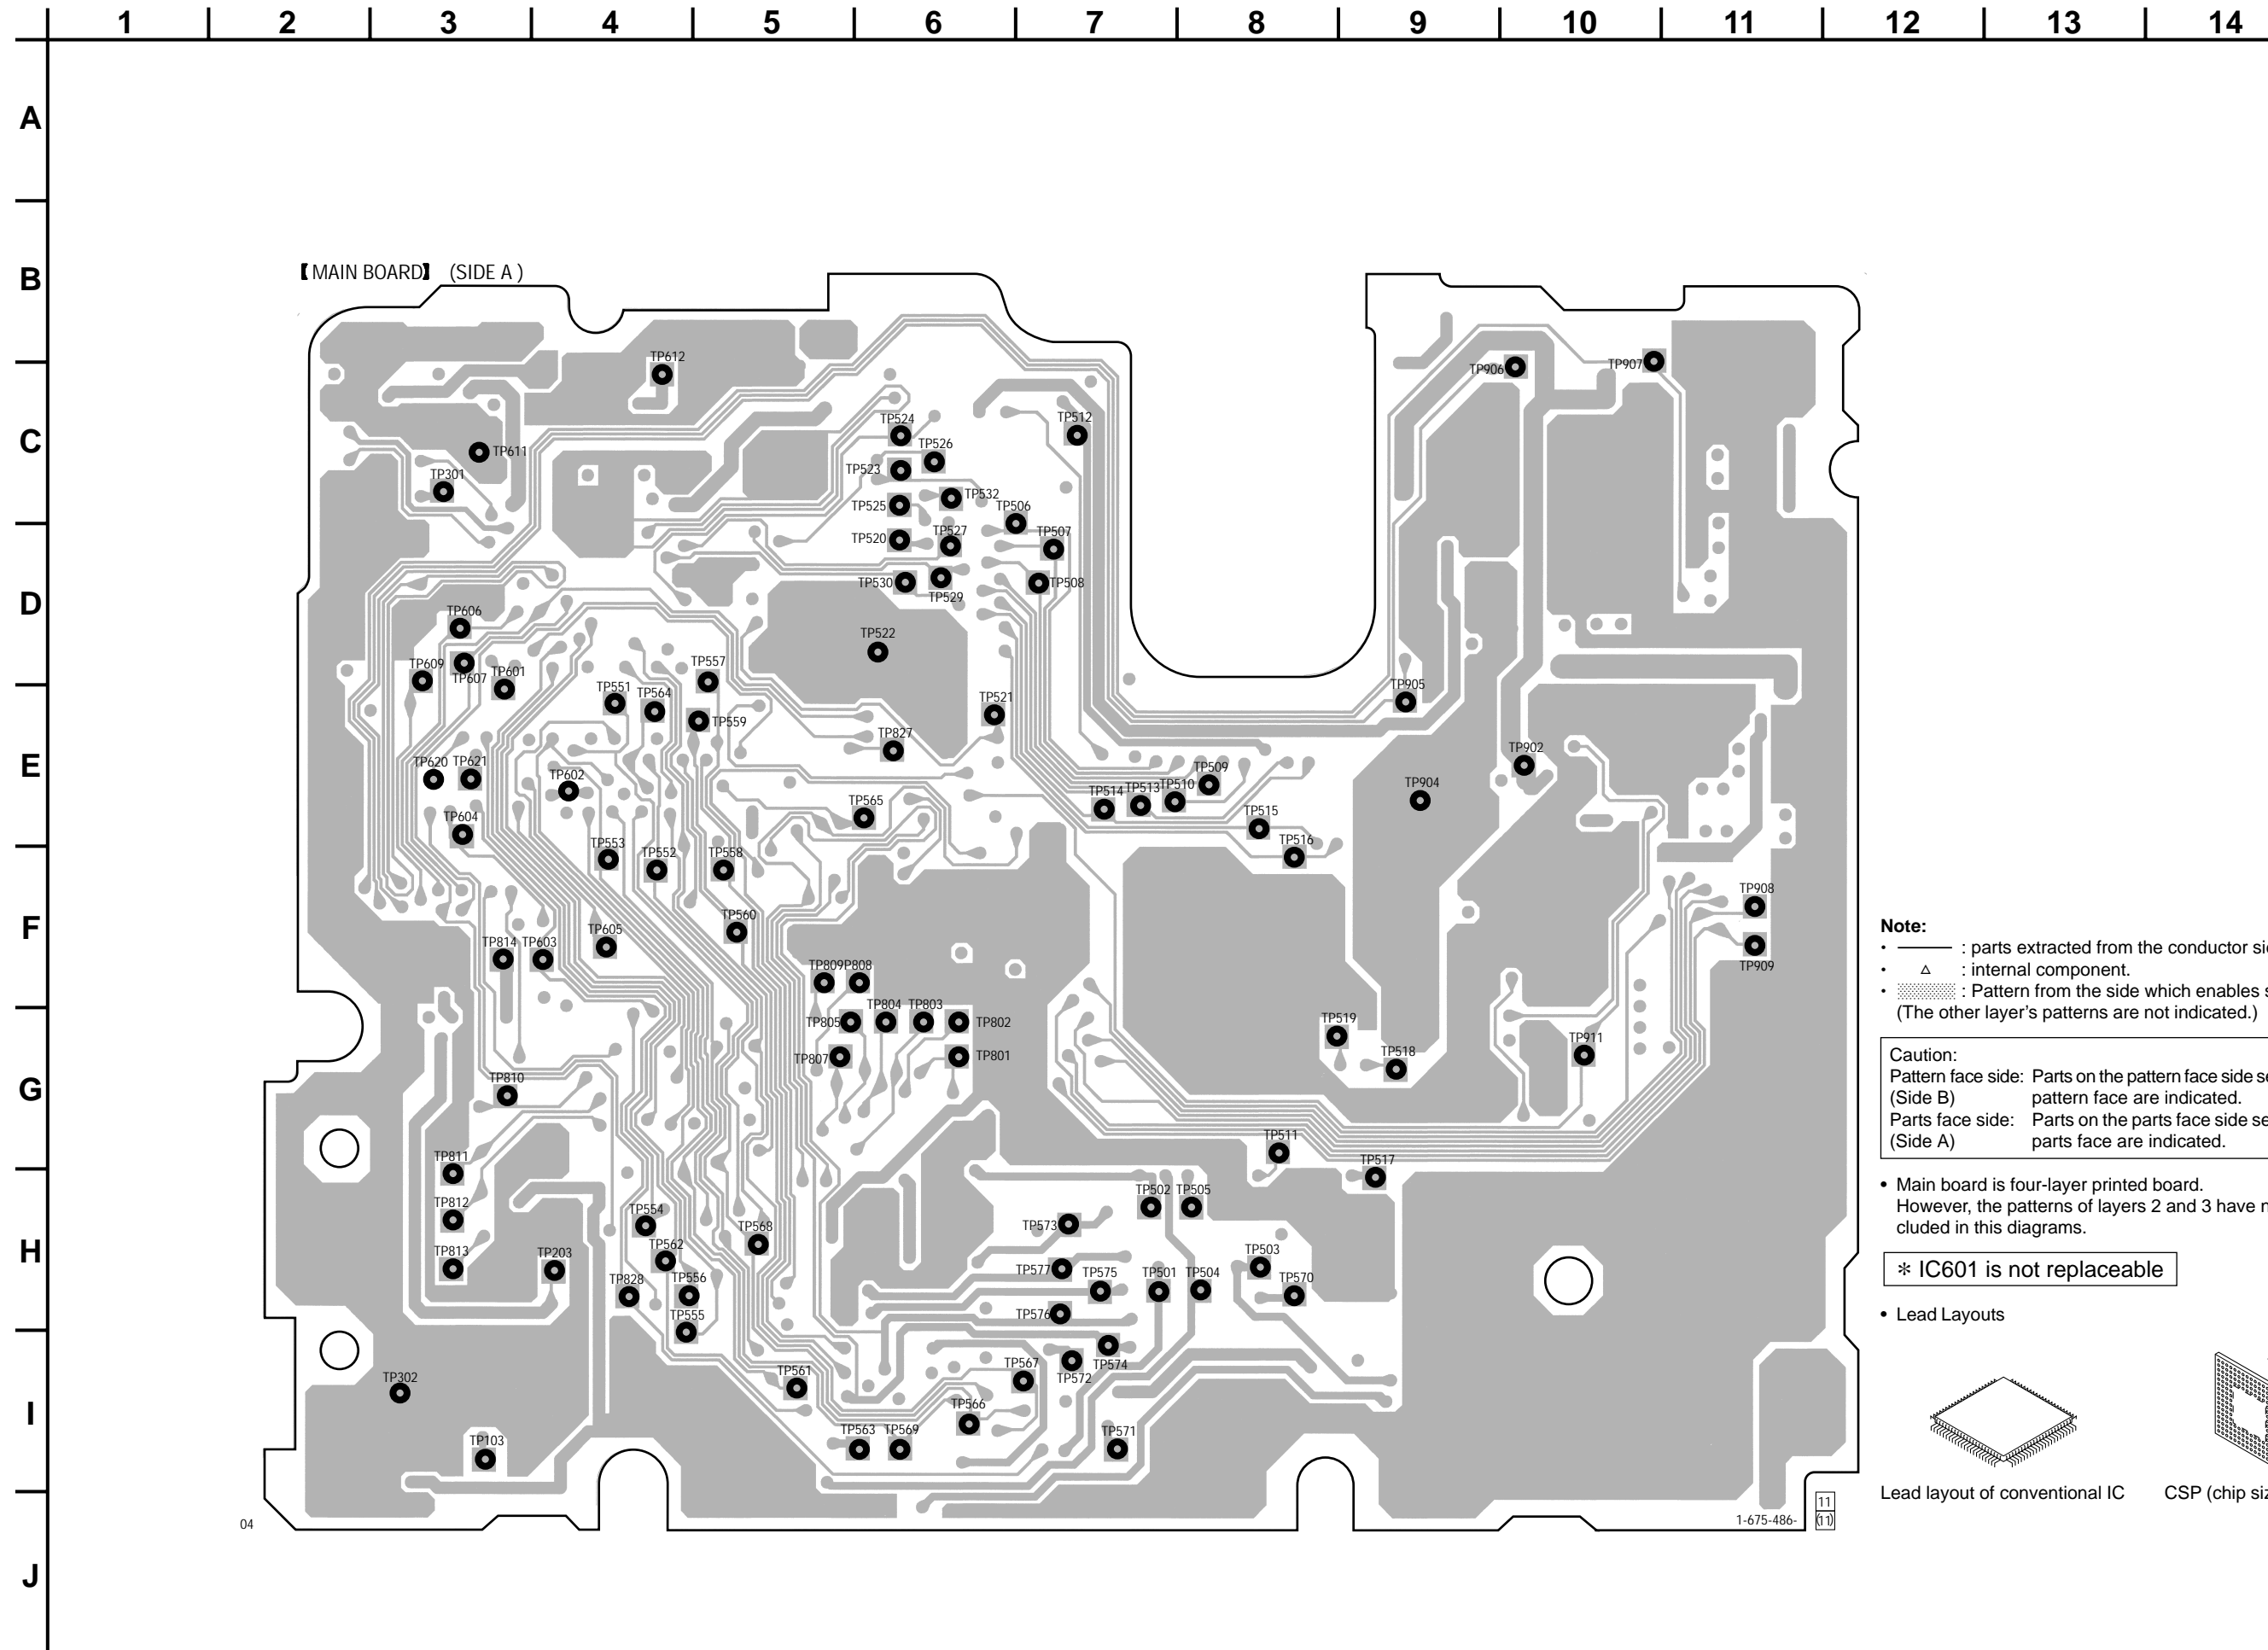 1 2 3 4 5 6 7 8 9 10 11 12 13 14
A
B
【MAIN BOARD】 (SIDE A )
TP612
TP906 TP907
C
TP524 TP512
TP611 TP526
TP301 TP523
TP525 TP532 TP506
TP520 TP527 TP507
D
TP530 TP529 TP508
TP606
TP522
TP609 TP607 TP601 TP557
TP551 TP564 TP521 TP905
TP559
TP827
E
TP620 TP621 TP602 TP902
TP514 TP513 TP510 TP509 TP904
TP604 TP565 TP515
TP553 TP552 TP558 TP516
TP908
F
TP560
TP814 TP603 TP605
TP809 P808 TP909
TP805 TP804 TP803 TP802 TP519
TP807 TP801 TP518 TP911
G
TP810
TP811 TP511
TP517
TP812 TP554 TP568 TP573 TP502 TP505
H
TP813 TP203 TP562 TP577 TP503
TP828 TP556 TP575 TP501 TP504 TP570
TP555 TP576
TP561 TP567 TP572 TP574
TP302
I
TP566
TP103 TP563 TP569 TP571
04 1-675-486- 11
(11)
J
Note:
• : parts extracted from the conductor
• △ : internal component.
• : Pattern from the side which enables
(The other layer’s patterns are not indicated.)
Caution:
Pattern face side: Parts on the pattern face side
(Side B) pattern face are indicated.
Parts face side: Parts on the parts face side
(Side A) parts face are indicated.
• Main board is four-layer printed board.
However, the patterns of layers 2 and 3 have
cluded in this diagrams.
∗ IC601 is not replaceable
• Lead Layouts
Lead layout of conventional IC CSP (chip